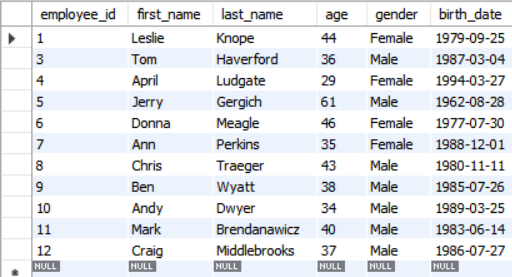 employee_id first_name last_name age gender birth_date
1 Leslie Knope 44 Female 1979-09-25
3 Tom Haverford 36 Male 1987-03-04
4 April Ludgate 29 Female 1994-03-27
5 Jerry Gergich 61 Male 1962-08-28
6 Donna Meagle 46 Female 1977-07-30
7 Ann Perkins 35 Female 1988-12-01
8 Chris Traeger 43 Male 1980-11-11
9 Ben Wyatt 38 Male 1985-07-26
10 Andy Dwyer 34 Male 1989-03-25
11 Mark Brendanawicz 40 Male 1983-06-14
12 Craig Middlebrooks 37 Male 1986-07-27
NULL NULL NULL NULL NULL NULL